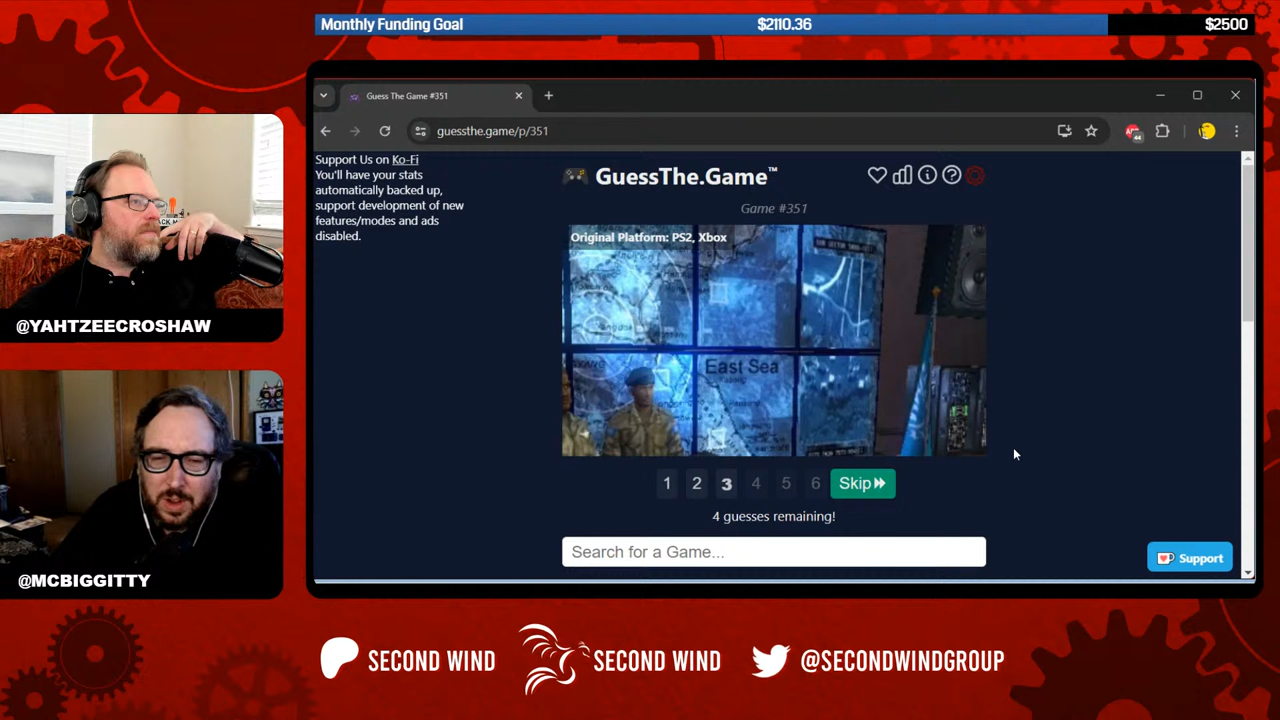 Monthly Funding Goal $2110.36 $2500
Guess The Game #351
guessthe.game/p/351
Support Us on Ko-Fi
You'll have your stats
automatically backed up,
support development of new
features/modes and ads
disabled.
GuessThe.Game™
Game #351
Original Platform: PS2, Xbox
East Sea
1 2 3 4 5 6 Skip
4 guesses remaining!
Search for a Game...
Support
@YAHTZEECROSHAW
@MCBIGGITTY
SECOND WIND
SECOND WIND
@SECONDWINDGROUP